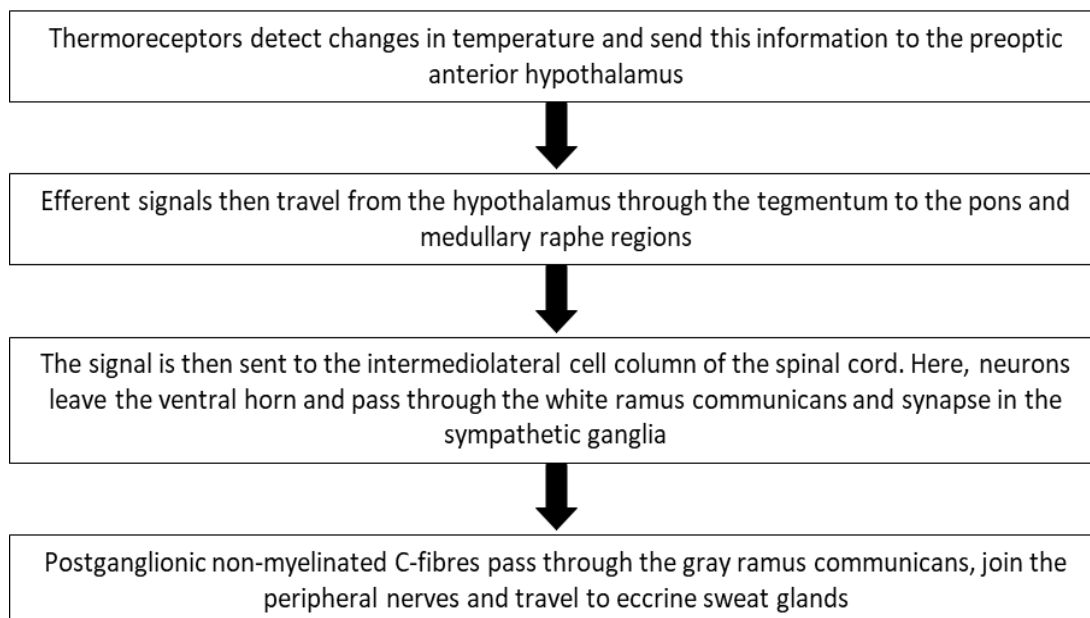 Thermoreceptors detect changes in temperature and send this information to the preoptic
anterior hypothalamus
Efferent signals then travel from the hypothalamus through the tegmentum to the pons and
medullary raphe regions
The signal is then sent to the intermediolateral cell column of the spinal cord. Here, neurons
leave the ventral horn and pass through the white ramus communicans and synapse in the
sympathetic ganglia
Postganglionic non-myelinated C-fibres pass through the gray ramus communicans, join the
peripheral nerves and travel to eccrine sweat glands